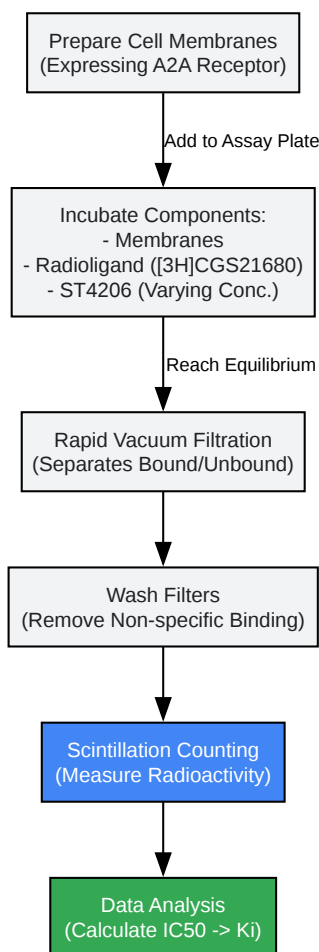 Prepare Cell Membranes
(Expressing A2A Receptor)
Add to Assay Plate
Incubate Components:
- Membranes
- Radioligand ([3H]CGS21680)
- ST4206 (Varying Conc.)
Reach Equilibrium
Rapid Vacuum Filtration
(Separates Bound/Unbound)
Wash Filters
(Remove Non-specific Binding)
Scintillation Counting
(Measure Radioactivity)
Data Analysis
(Calculate IC50 -> Ki)